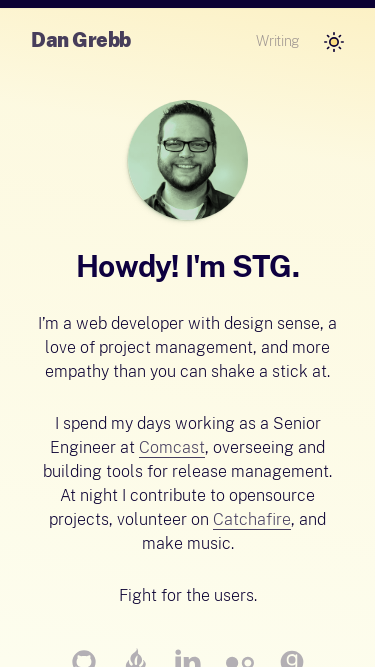 Dan Grebb
Writing
Howdy! I'm STG.
I’m a web developer with design sense, a
love of project management, and more
empathy than you can shake a stick at.
I spend my days working as a Senior
Engineer at Comcast, overseeing and
building tools for release management.
At night I contribute to opensource
projects, volunteer on Catchafire, and
make music.
Fight for the users.